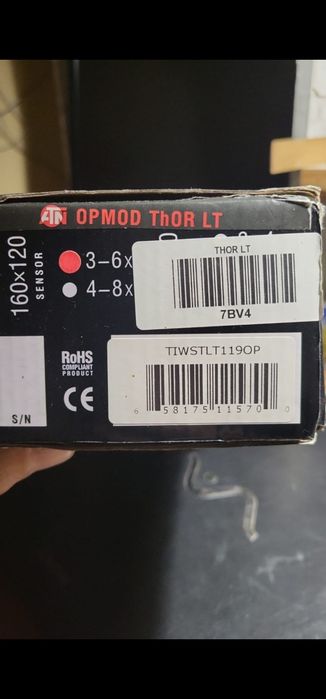 ATN OPMOD ThOR LT
160×120
SENSOR
3–6x
4–8x
THOR LT
7BV4
RoHS
COMPLIANT
PRODUCT
CE
TIWSTLT119OP
6 58175 11570 0
S/N